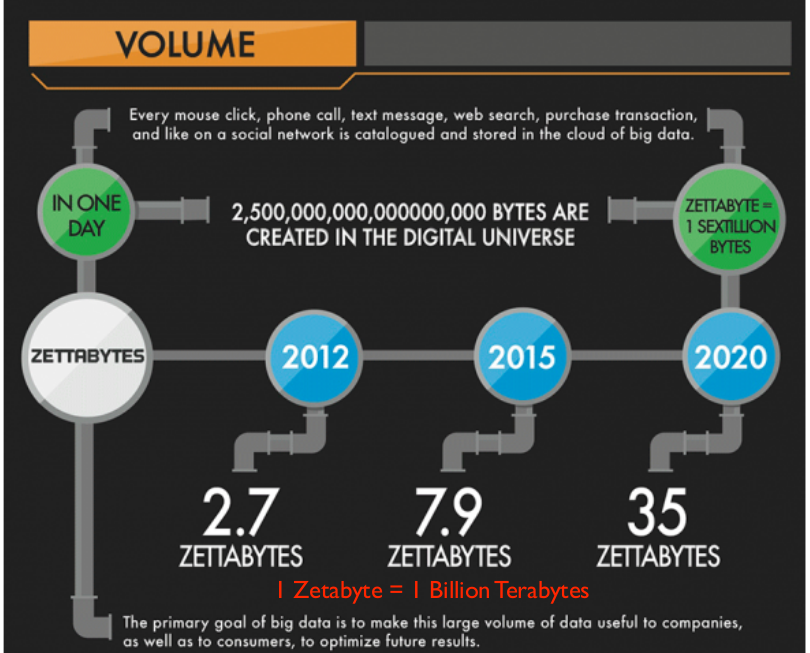 VOLUME
Every mouse click, phone call, text message, web search, purchase transaction,
and like on a social network is catalogued and stored in the cloud of big data.
IN ONE
DAY
2,500,000,000,000000,000 BYTES ARE
CREATED IN THE DIGITAL UNIVERSE
ZETTABYTE =
1 SEXTILLION
BYTES
ZETTABYTES
2012
2015
2020
2.7
ZETTABYTES
7.9
ZETTABYTES
35
ZETTABYTES
1 Zetabyte = 1 Billion Terabytes
The primary goal of big data is to make this large volume of data useful to companies,
as well as to consumers, to optimize future results.